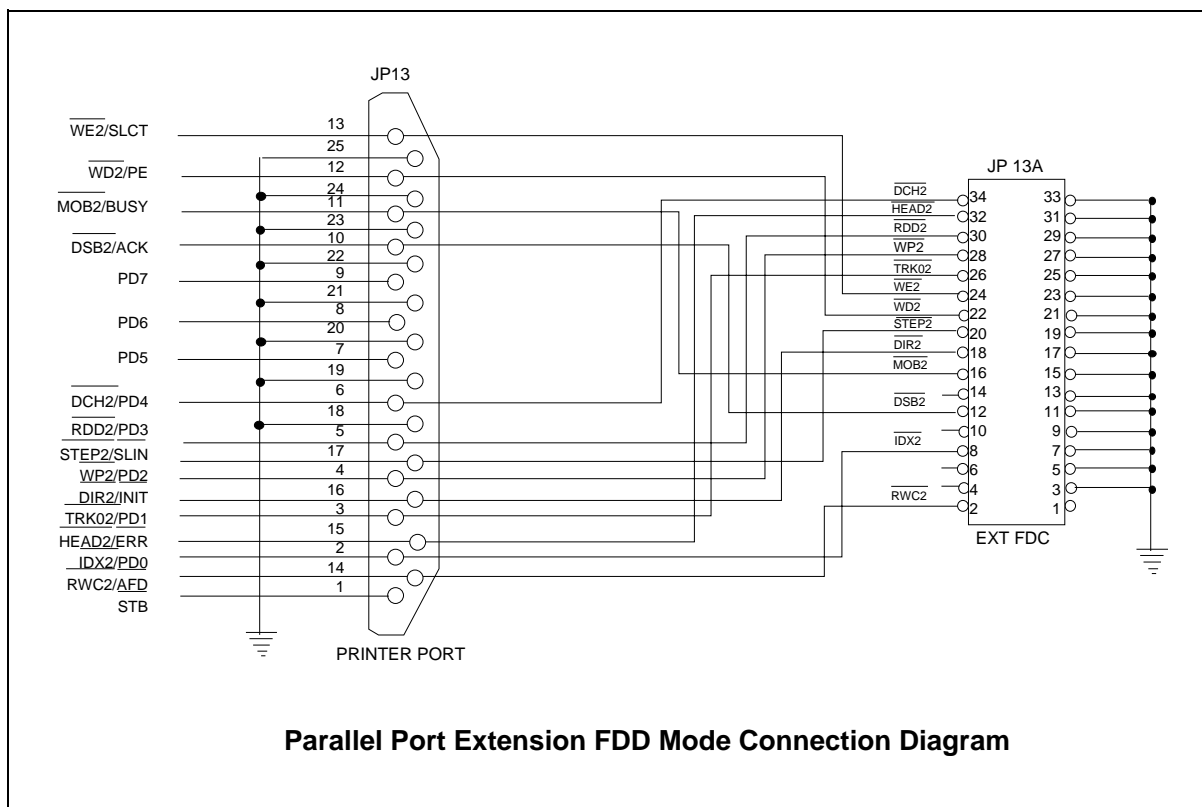 JP13
WE2/SLCT
13
25
WD2/PE
12
24
MOB2/BUSY
11
23
DSB2/ACK
10
22
PD7
9
21
PD6
8
20
PD5
7
19
DCH2/PD4
6
18
RDD2/PD3
5
STEP2/SLIN
17
WP2/PD2
4
DIR2/INIT
16
TRK02/PD1
3
HEAD2/ERR
15
IDX2/PD0
2
RWC2/AFD
14
STB
1
PRINTER PORT
JP 13A
DCH2 34 33
HEAD2 32 31
RDD2 30 29
WP2 28 27
TRK02 26 25
WE2 24 23
WD2 22 21
STEP2 20 19
DIR2 18 17
MOB2 16 15
14 13
DSB2 12 11
10 9
IDX2 8 7
6 5
4 3
RWC2 2 1
EXT FDC
Parallel Port Extension FDD Mode Connection Diagram